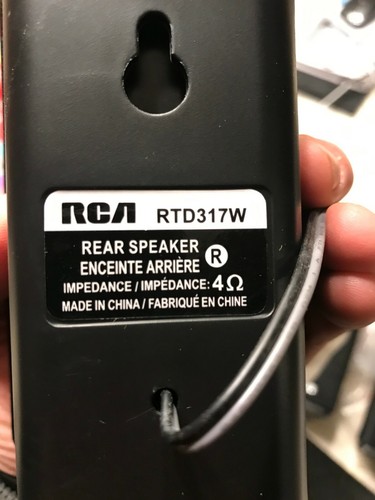 RCA RTD317W
REAR SPEAKER
ENCEINTE ARRIÈRE R
IMPEDANCE / IMPÉDANCE: 4Ω
MADE IN CHINA / FABRIQUÉ EN CHINE